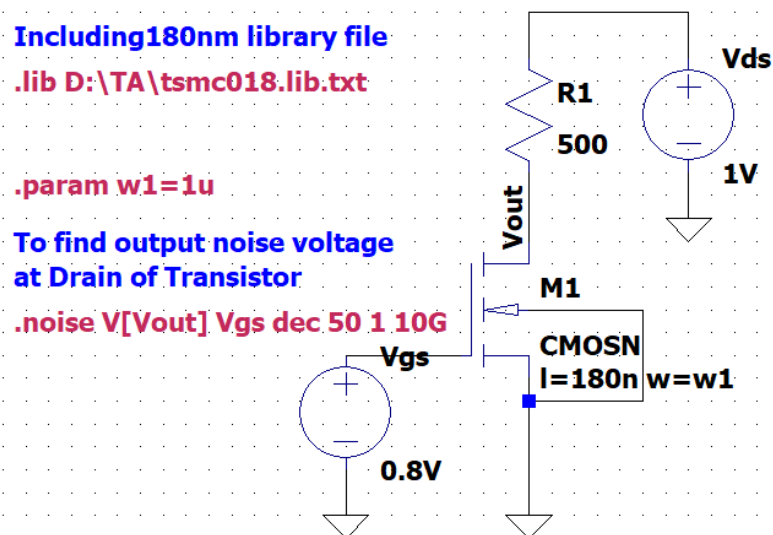 Including180nm library file
.lib D:\TA\tsmc018.lib.txt
.param w1=1u
To find output noise voltage
at Drain of Transistor
.noise V[Vout] Vgs dec 50 1 10G
R1
500
Vds
1V
Vout
M1
CMOSN
l=180n w=w1
Vgs
0.8V